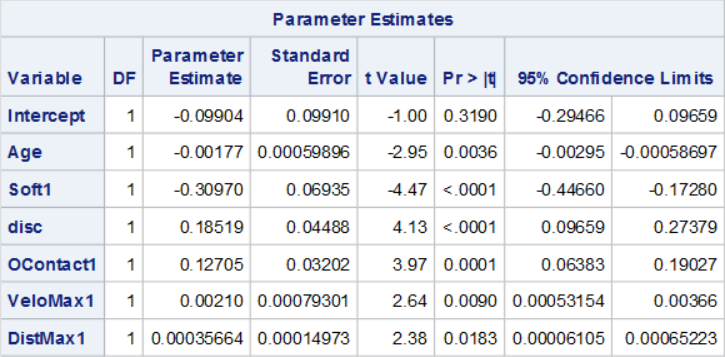 Parameter Estimates
Variable DF Parameter Estimate Standard Error t Value Pr > |t| 95% Confidence Limits
Intercept 1 -0.09904 0.09910 -1.00 0.3190 -0.29466 0.09659
Age 1 -0.00177 0.00059896 -2.95 0.0036 -0.00295 -0.00058697
Soft1 1 -0.30970 0.06935 -4.47 <.0001 -0.44660 -0.17280
disc 1 0.18519 0.04488 4.13 <.0001 0.09659 0.27379
OContact1 1 0.12705 0.03202 3.97 0.0001 0.06383 0.19027
VeloMax1 1 0.00210 0.00079301 2.64 0.0090 0.00053154 0.00366
DistMax1 1 0.00035664 0.00014973 2.38 0.0183 0.00006105 0.00065223